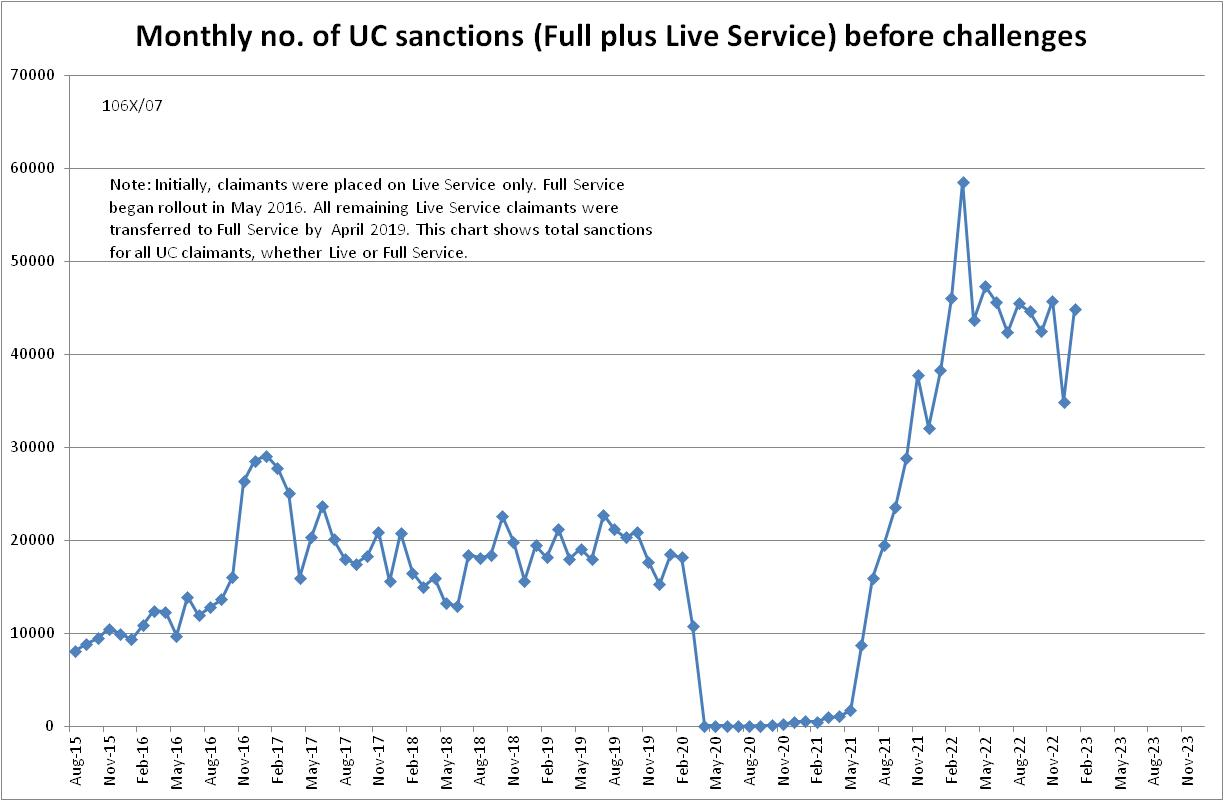 Monthly no. of UC sanctions (Full plus Live Service) before challenges
70000
106X/07
60000
Note: Initially, claimants were placed on Live Service only. Full Service
began rollout in May 2016. All remaining Live Service claimants were
transferred to Full Service by April 2019. This chart shows total sanctions
for all UC claimants, whether Live or Full Service.
50000
40000
30000
20000
10000
0
Aug-15
Nov-15
Feb-16
May-16
Aug-16
Nov-16
Feb-17
May-17
Aug-17
Nov-17
Feb-18
May-18
Aug-18
Nov-18
Feb-19
May-19
Aug-19
Nov-19
Feb-20
May-20
Aug-20
Nov-20
Feb-21
May-21
Aug-21
Nov-21
Feb-22
May-22
Aug-22
Nov-22
Feb-23
May-23
Aug-23
Nov-23